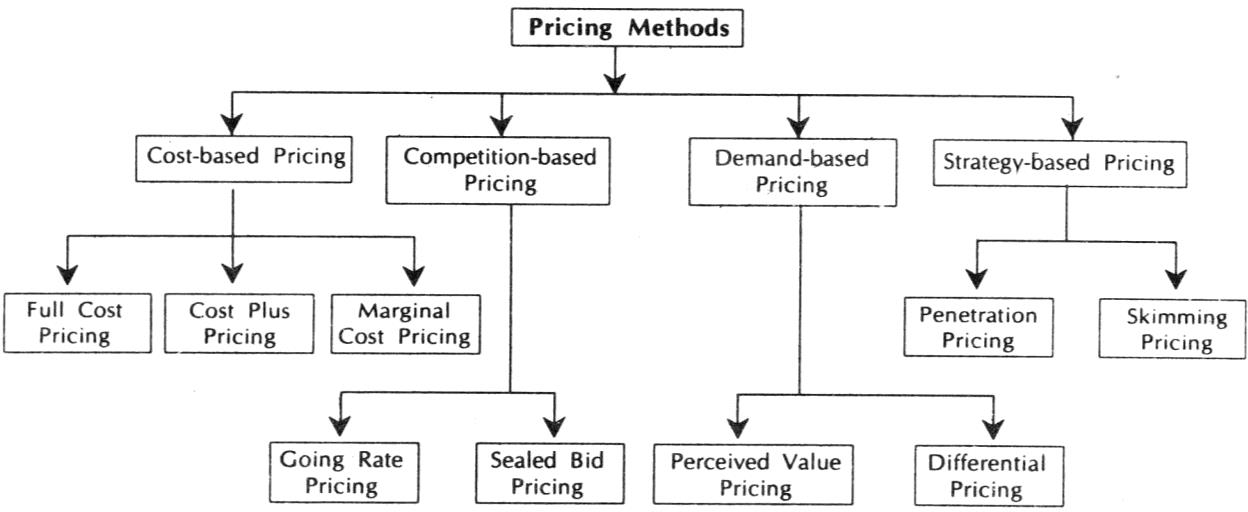 Pricing Methods
Cost-based Pricing
Competition-based
Pricing
Demand-based
Pricing
Strategy-based Pricing
Full Cost
Pricing
Cost Plus
Pricing
Marginal
Cost Pricing
Penetration
Pricing
Skimming
Pricing
Going Rate
Pricing
Sealed Bid
Pricing
Perceived Value
Pricing
Differential
Pricing